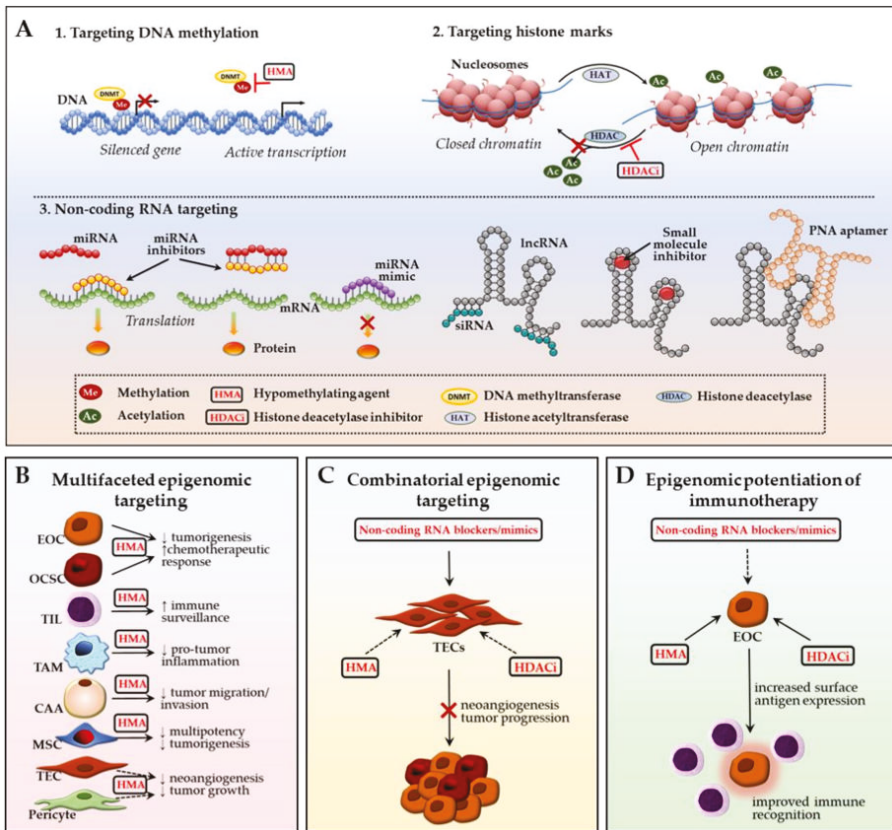 A
1. Targeting DNA methylation
DNMT
Me
DNMT
Me
HMA
DNA
Silenced gene
Active transcription
2. Targeting histone marks
Nucleosomes
HAT
Ac
Ac
Ac
Closed chromatin
HDAC
Open chromatin
Ac
Ac
Ac
HDACi
3. Non-coding RNA targeting
miRNA
miRNA
inhibitors
miRNA
mimic
mRNA
Translation
Protein
lncRNA
siRNA
Small
molecule
inhibitor
PNA aptamer
Me Methylation
HMA Hypomethylating agent
DNMT DNA methyltransferase
HDAC Histone deacetylase
Ac Acetylation
HDACi Histone deacetylase inhibitor
HAT Histone acetyltransferase
B Multifaceted epigenomic
targeting
EOC
HMA
↓ tumorigenesis
↑chemotherapeutic
response
OCSC
TIL
HMA
↑ immune
surveillance
TAM
HMA
↓ pro-tumor
inflammation
CAA
HMA
↓ tumor migration/
invasion
MSC
HMA
↓ multipotency
↓ tumorigenesis
TEC
HMA
↓ neoangiogenesis
↓ tumor growth
Pericyte
C Combinatorial epigenomic
targeting
Non-coding RNA blockers/mimics
TECs
HMA
HDACi
neoangiogenesis
tumor progression
D Epigenomic potentiation of
immunotherapy
Non-coding RNA blockers/mimics
EOC
HMA
HDACi
increased surface
antigen expression
improved immune
recognition